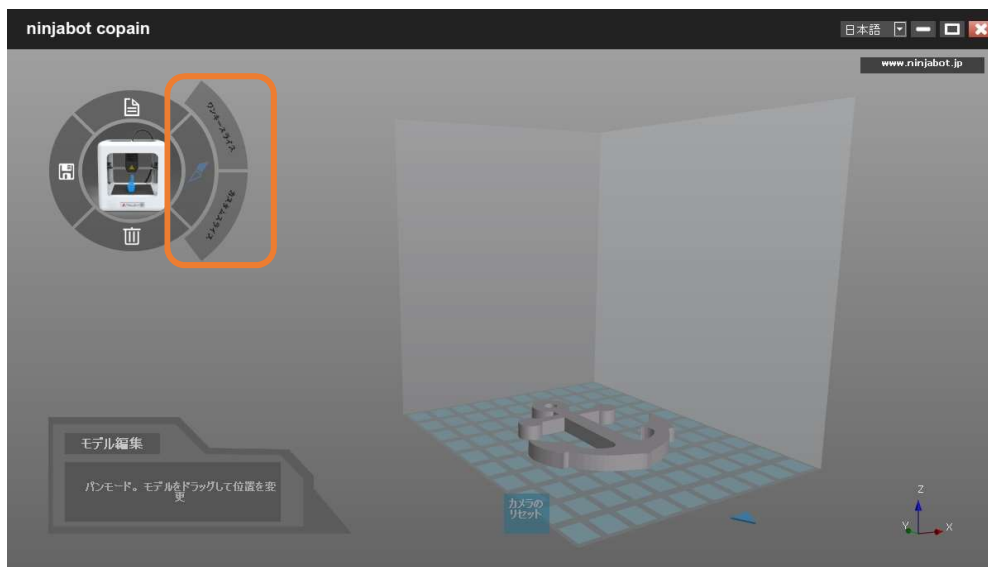 ninjabot copain
日本語
www.ninjabot.jp
ワンキースライス
カスタムスライス
モデル編集
パンモード。モデルをドラッグして位置を変
更
カメラの
リセット
Z
Y
X